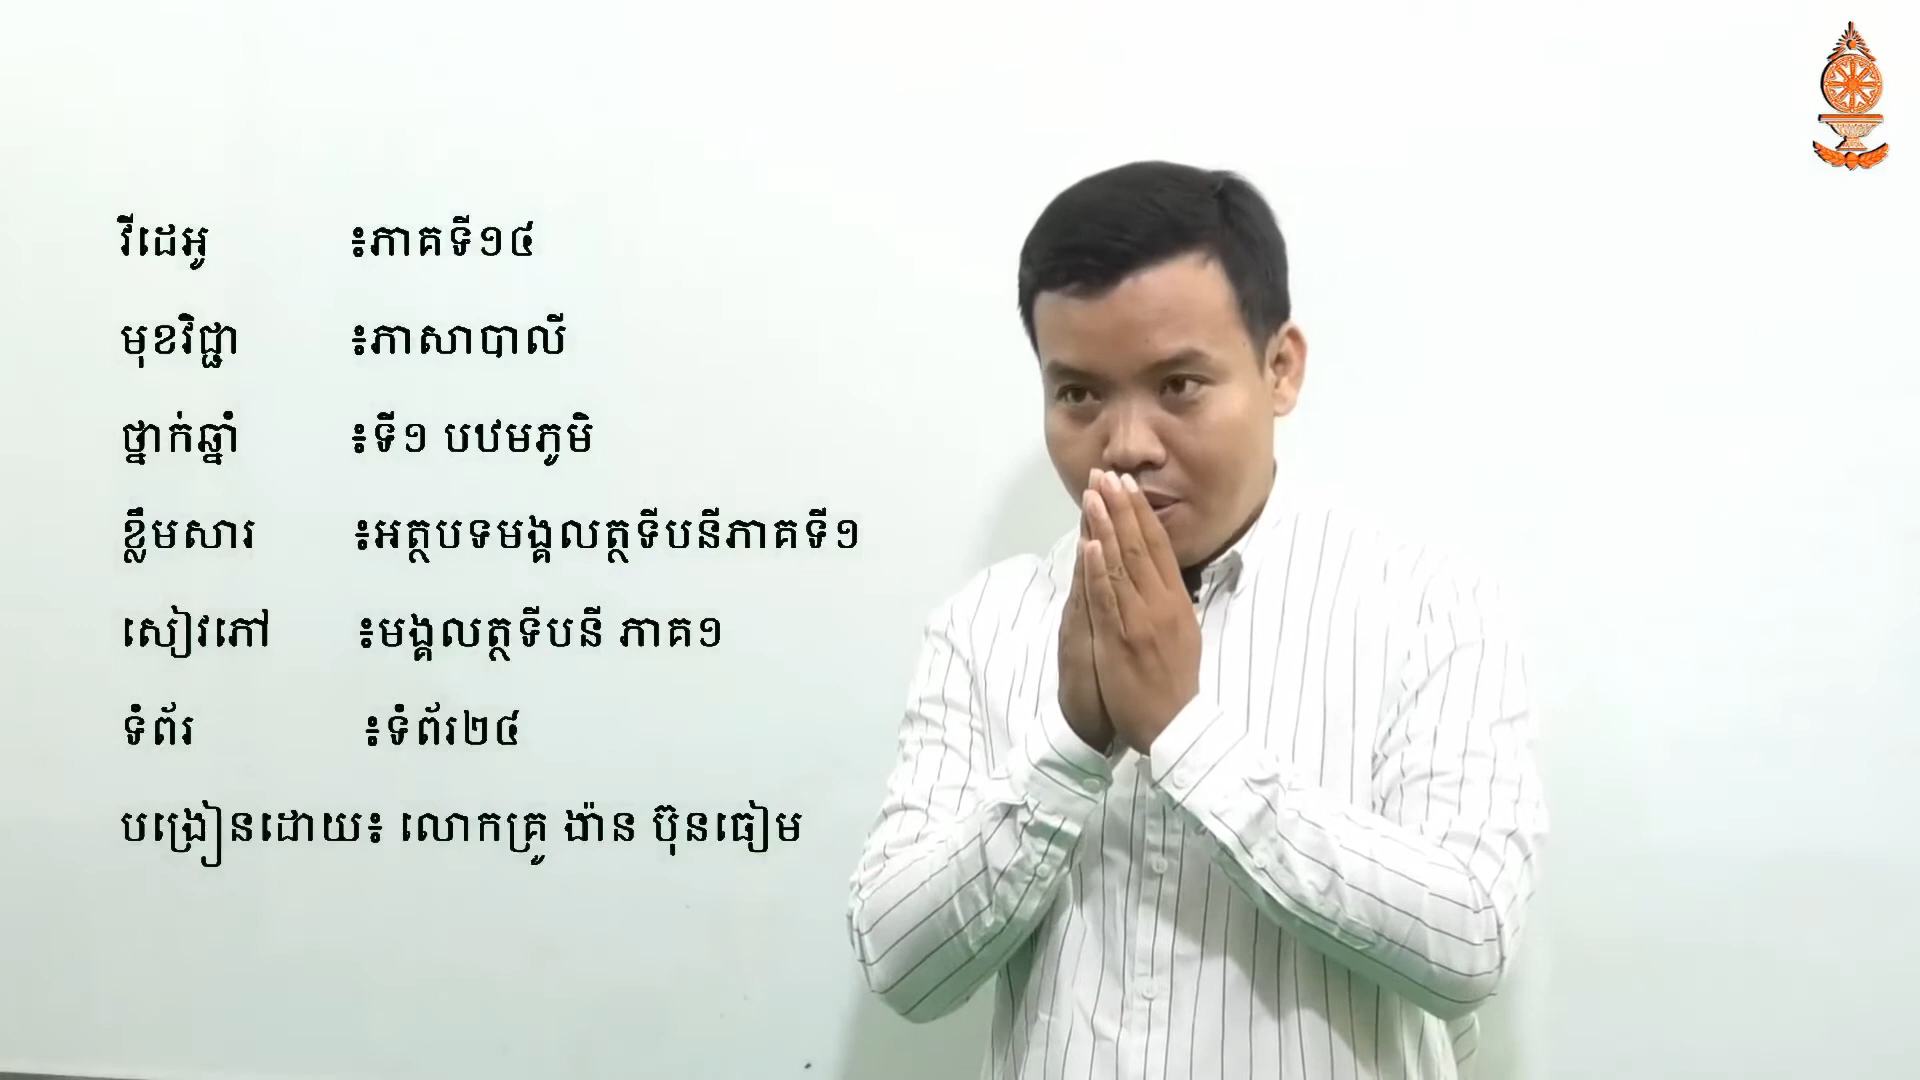 វីដេអូ ៖ភាគទី១៤
មុខវិជ្ជា ៖ភាសាបាលី
ថ្នាក់ឆ្នាំ ៖ទី១ បឋមភូមិ
ខ្លឹមសារ ៖អត្ថបទមង្គលត្ថទីបនីភាគទី១
សៀវភៅ ៖មង្គលត្ថទីបនី ភាគ១
ទំព័រ ៖ទំព័រ២៤
បង្រៀនដោយ៖ លោកគ្រូ ង៉ាន ប៊ុនធៀម